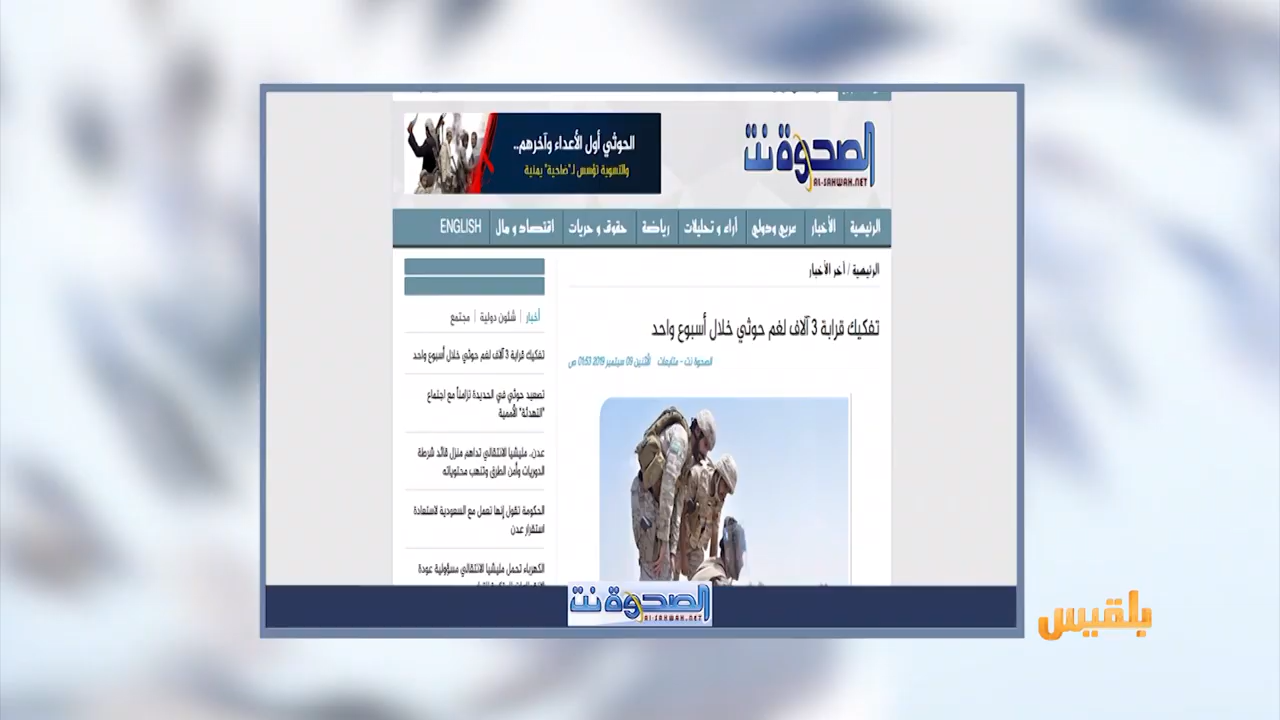 الصحوة نت
AL-SAHWAH.NET
الحوثي أول الأعداء وآخرهم..
والتسوية تؤسس لـ"ضاحية" يمنية
الرئيسية
الأخبار
عربي ودولي
آراء و تحليلات
رياضة
حقوق و حريات
اقتصاد و مال
ENGLISH
الرئيسية / آخر الأخبار
تفكيك قرابة 3 آلاف لغم حوثي خلال أسبوع واحد
الصحوة نت - متابعات الأثنين 09 سبتمبر 2019 01:53 ص
أخبار | شئون دولية | مجتمع
تفكيك قرابة 3 آلاف لغم حوثي خلال أسبوع واحد
تصعيد حوثي في الحديدة تزامناً مع اجتماع
"التهدئة" الأممية
عدن.. مليشيا الانتقالي تداهم منزل قائد شرطة
الدوريات وأمن الطرق وتنهب محتوياته
الحكومة تقول إنها تعمل مع السعودية لاستعادة
استقرار عدن
الكهرباء تحمل مليشيا الانتقالي مسؤولية عودة
الصحوة نت
AL-SAHWAH.NET
بلقيس